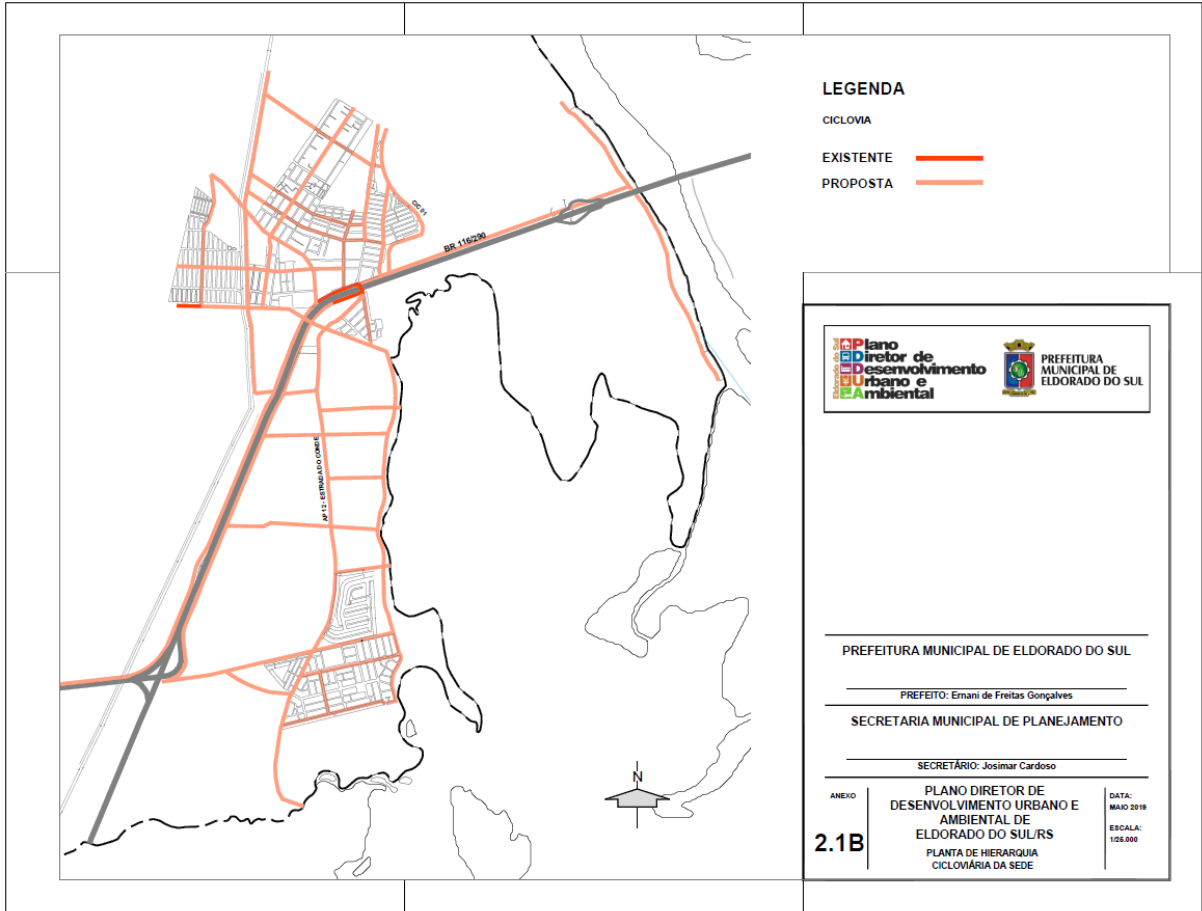 LEGENDA
CICLOVIA
EXISTENTE
PROPOSTA
CIC 01
BR 116/290
AP 12 - ESTRADA DO CONDE
Eldorado do Sul
Plano
Diretor de
Desenvolvimento
Urbano e
Ambiental
PREFEITURA
MUNICIPAL DE
ELDORADO DO SUL
PREFEITURA MUNICIPAL DE ELDORADO DO SUL
PREFEITO: Ernani de Freitas Gonçalves
SECRETARIA MUNICIPAL DE PLANEJAMENTO
SECRETÁRIO: Josimar Cardoso
N
ANEXO
2.1B
PLANO DIRETOR DE
DESENVOLVIMENTO URBANO E
AMBIENTAL DE
ELDORADO DO SUL/RS
PLANTA DE HIERARQUIA
CICLOVIÁRIA DA SEDE
DATA:
MAIO 2019
ESCALA:
1/25.000